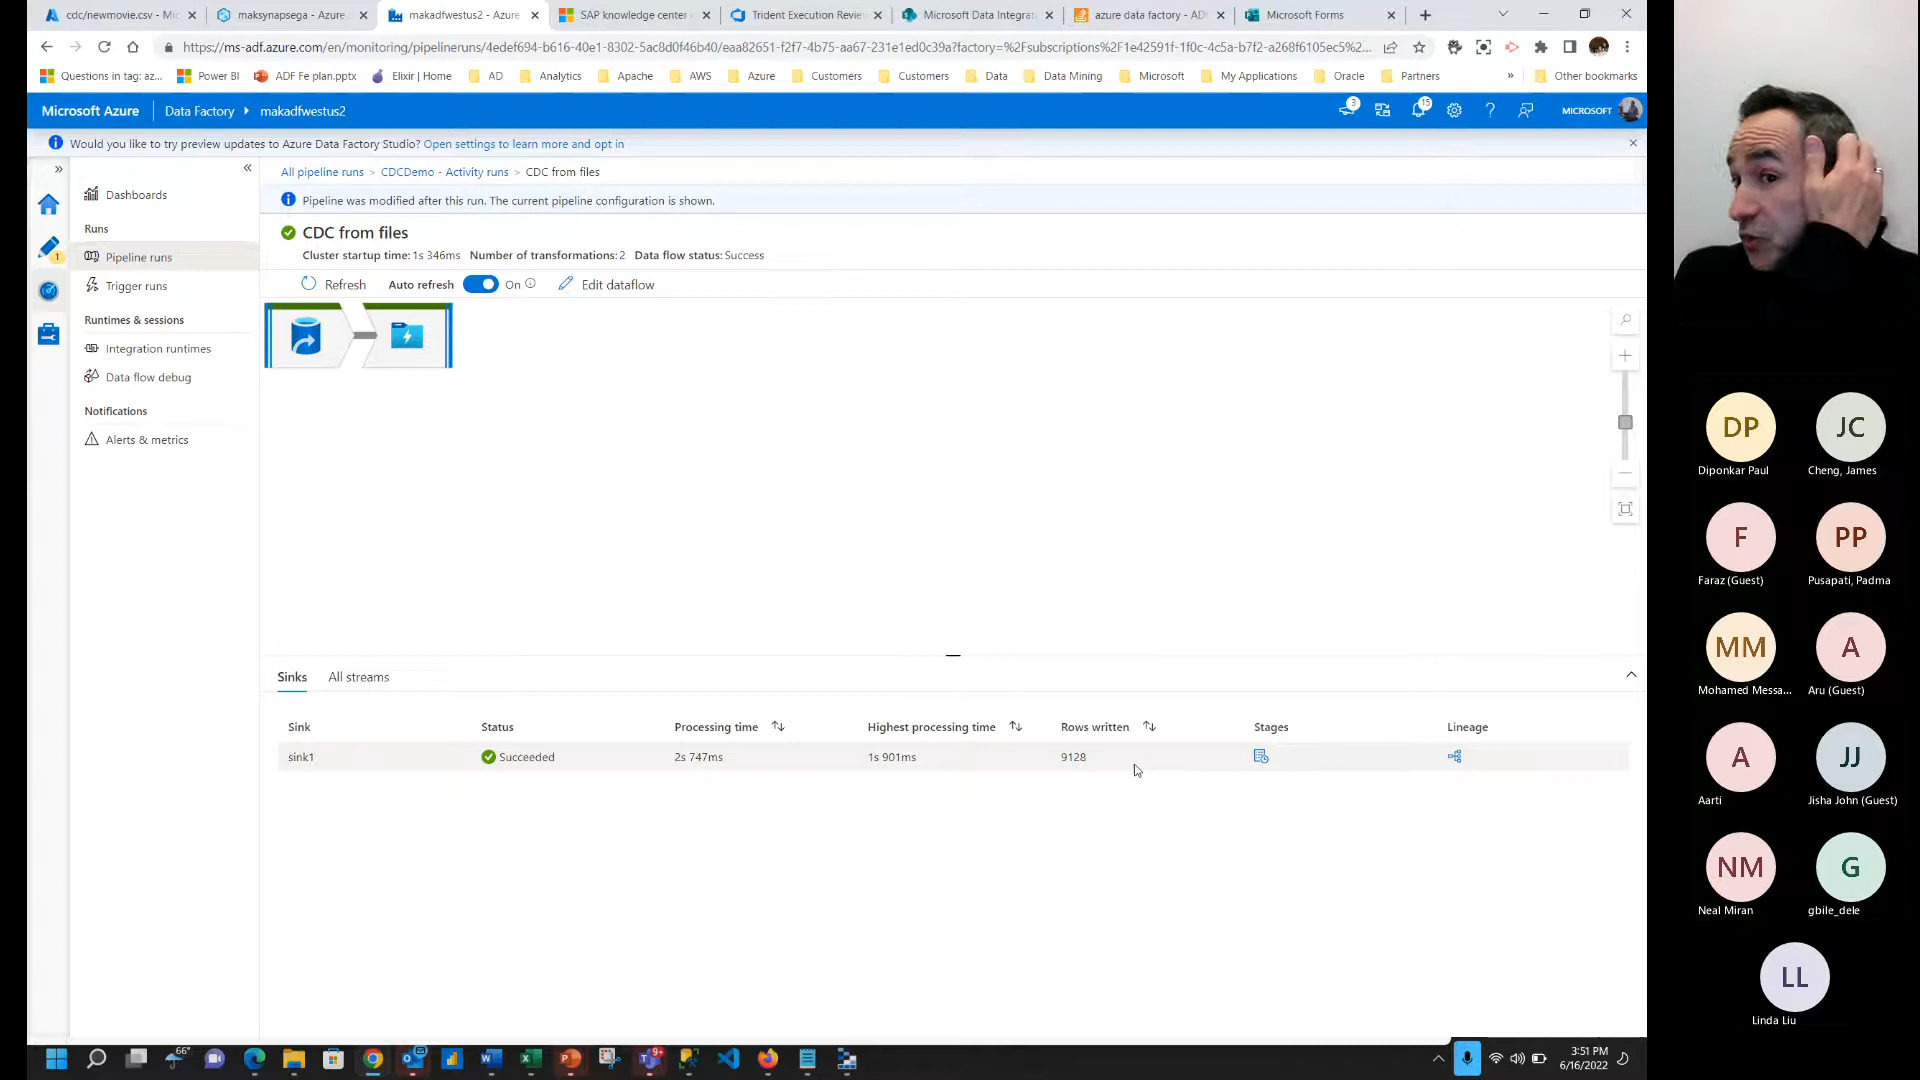 cdc/newmovie.csv - Mic
maksynapsega - Azure
makadfwestus2 - Azure
SAP knowledge center
Trident Execution Revie
Microsoft Data Integrat
azure data factory - AD
Microsoft Forms
https://ms-adf.azure.com/en/monitoring/pipelineruns/4edef694-b616-40e1-8302-5ac8d0f46b40/eaa82651-f2f7-4b75-aa67-231e1ed0c39a?factory=%2Fsubscriptions%2F1e42591f-1f0c-4c5a-b7f2-a268f6105ec5%2...
Questions in tag: az... Power BI ADF Fe plan.pptx Elixir | Home AD Analytics Apache AWS Azure Customers Customers Data Data Mining Microsoft My Applications Oracle Partners » Other bookmarks
Microsoft Azure Data Factory makadfwestus2 3 15 MICROSOFT
Would you like to try preview updates to Azure Data Factory Studio? Open settings to learn more and opt in
All pipeline runs > CDCDemo - Activity runs > CDC from files
Pipeline was modified after this run. The current pipeline configuration is shown.
CDC from files
Cluster startup time: 1s 346ms Number of transformations: 2 Data flow status: Success
Refresh Auto refresh On Edit dataflow
1
Dashboards
Runs
Pipeline runs
Trigger runs
Runtimes & sessions
Integration runtimes
Data flow debug
Notifications
Alerts & metrics
Sinks All streams
Sink Status Processing time Highest processing time Rows written Stages Lineage
sink1 Succeeded 2s 747ms 1s 901ms 9128
DP JC
Diponkar Paul Cheng, James
F PP
Faraz (Guest) Pusapati, Padma
MM A
Mohamed Messa... Aru (Guest)
A JJ
Aarti Jisha John (Guest)
NM G
Neal Miran gbile_dele
LL
Linda Liu
66°
9+
3:51 PM
6/16/2022